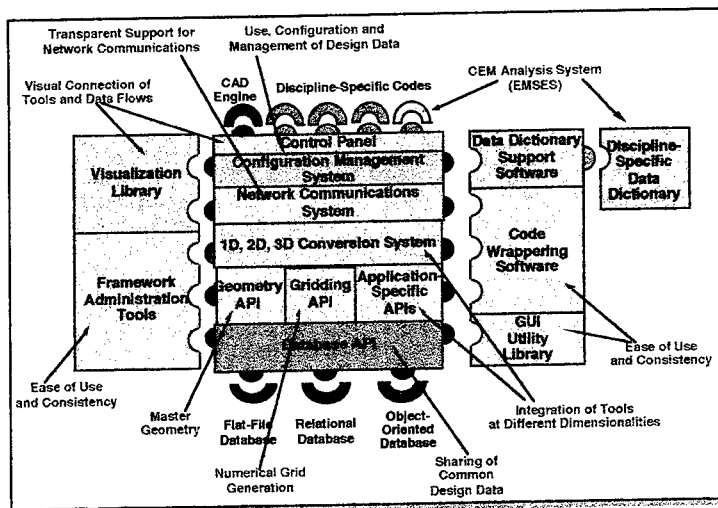 Transparent Support for
Network Communications
Use, Configuration and
Management of Design Data
Visual Connection of
Tools and Data Flows
CAD
Engine
Discipline-Specific Codes
CEM Analysis System
(EMSES)
Control Panel
Configuration Management
System
Network Communications
System
1D, 2D, 3D Conversion System
Geometry
API
Gridding
API
Application-
Specific
APIs
Database API
Visualization
Library
Framework
Administration
Tools
Data Dictionary
Support
Software
Discipline-
Specific
Data
Dictionary
Code
Wrappering
Software
GUI
Utility
Library
Ease of Use
and Consistency
Ease of Use
and Consistency
Master
Geometry
Flat-File
Database
Relational
Database
Object-
Oriented
Database
Integration of Tools
at Different Dimensionalities
Numerical Grid
Generation
Sharing of
Common
Design Data